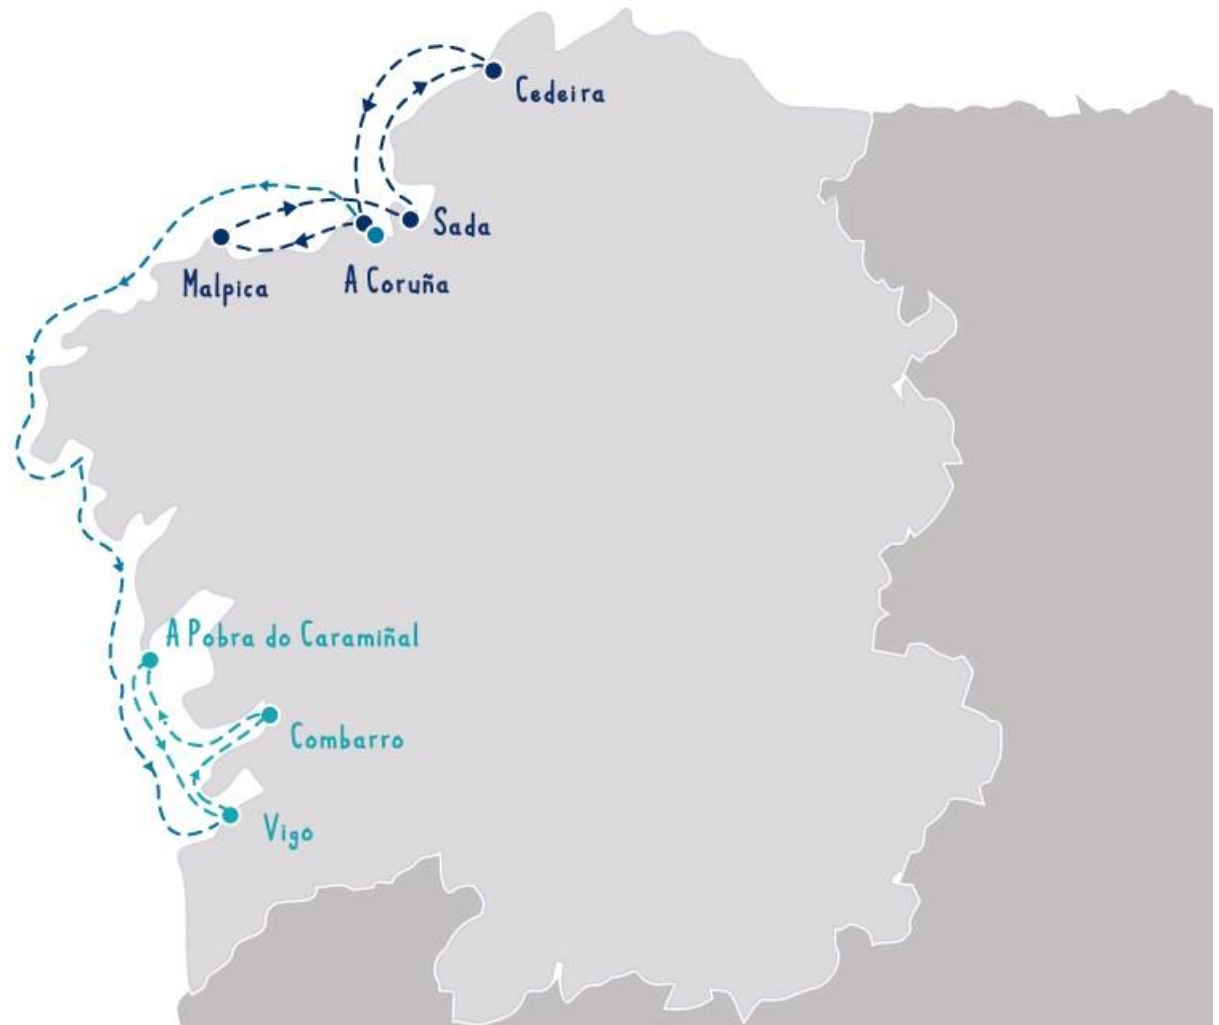 Cedeira
Sada
Malpica
A Coruña
A Pobra do Caramiñal
Combarro
Vigo